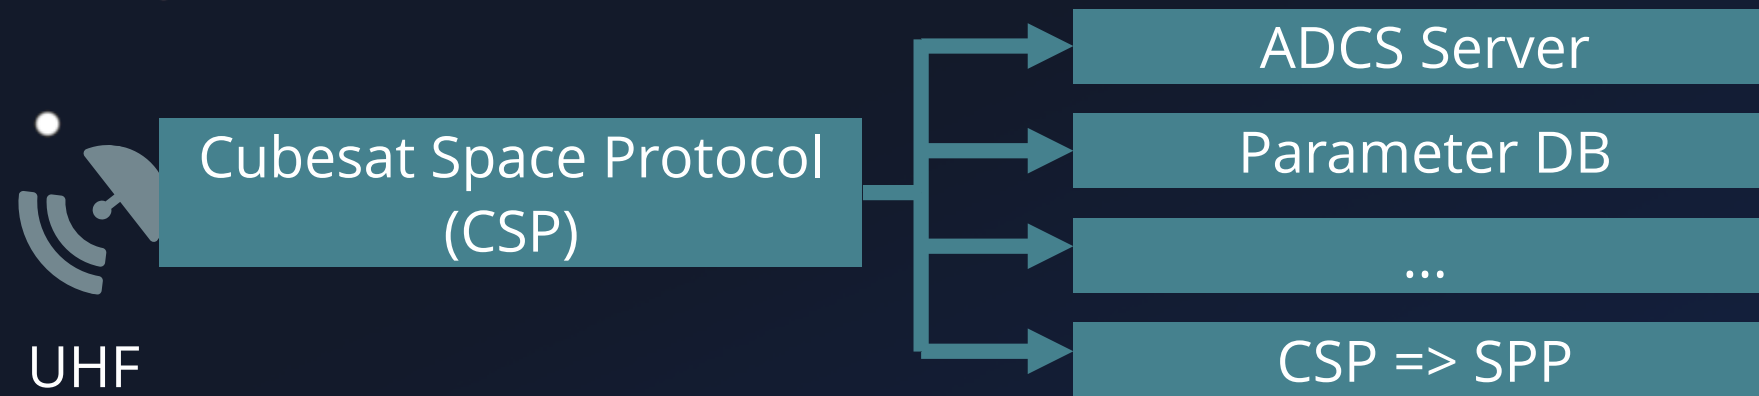 Cubesat Space Protocol
(CSP)
UHF
ADCS Server
Parameter DB
...
CSP => SPP